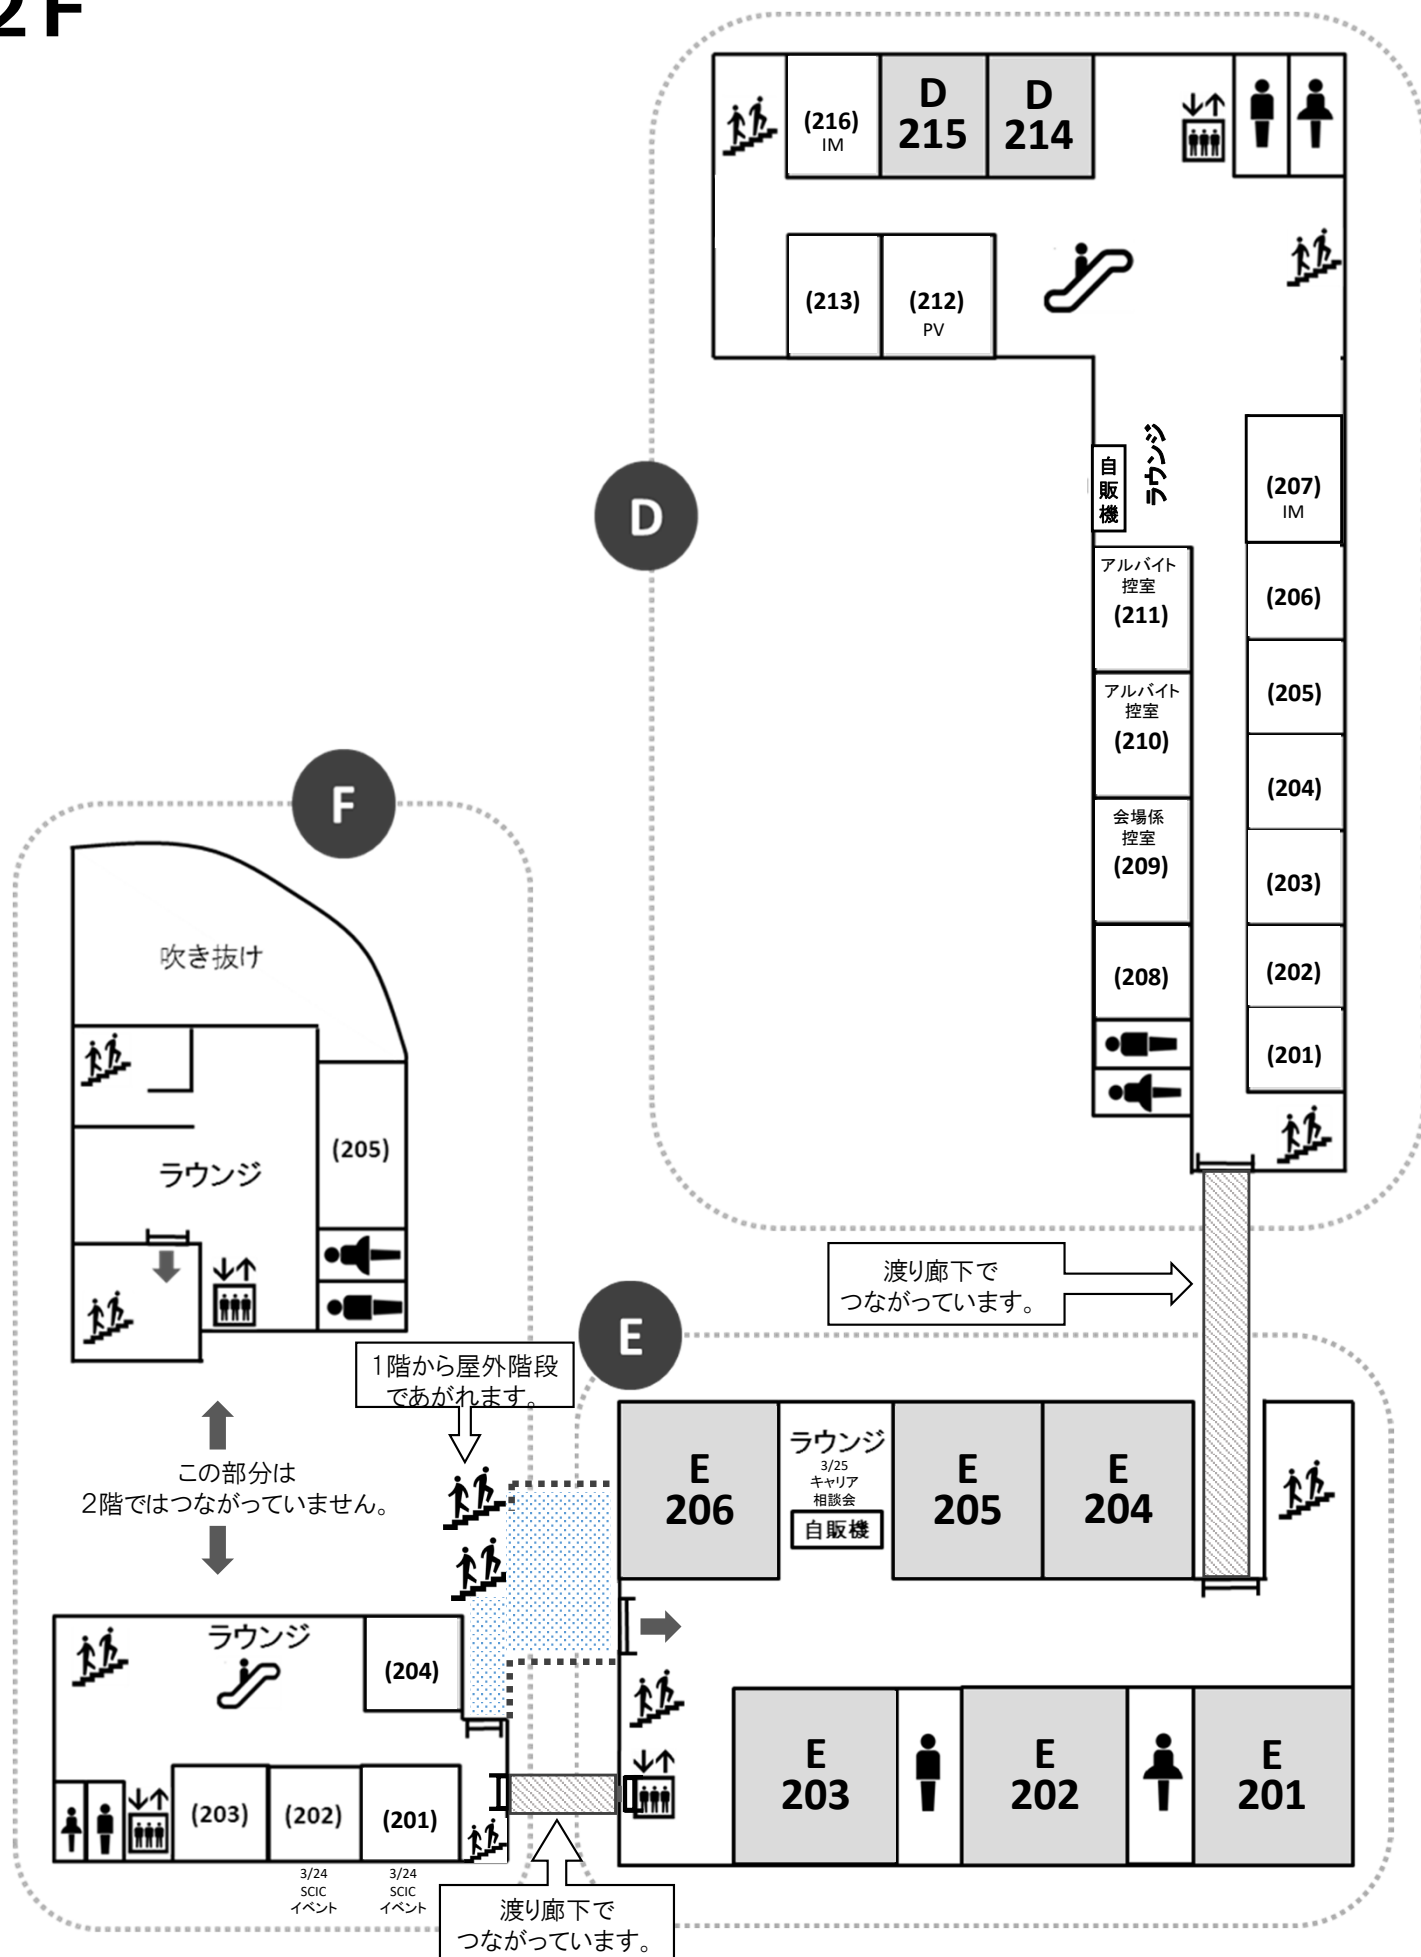 2F
(216)
IM
D
215
D
214
(213)
(212)
PV
D
自販機
ラウンジ
(207)
IM
アルバイト
控室
(211)
(206)
アルバイト
控室
(210)
(205)
(204)
会場係
控室
(209)
(203)
(208)
(202)
(201)
F
吹き抜け
ラウンジ
(205)
渡り廊下で
つながっています。
E
1階から屋外階段
であがれます。
この部分は
2階ではつながっていません。
E
206
ラウンジ
3/25
キャリア
相談会
自販機
E
205
E
204
ラウンジ
(204)
(203)
(202)
(201)
3/24
SCIC
イベント
3/24
SCIC
イベント
E
203
E
202
E
201
渡り廊下で
つながっています。